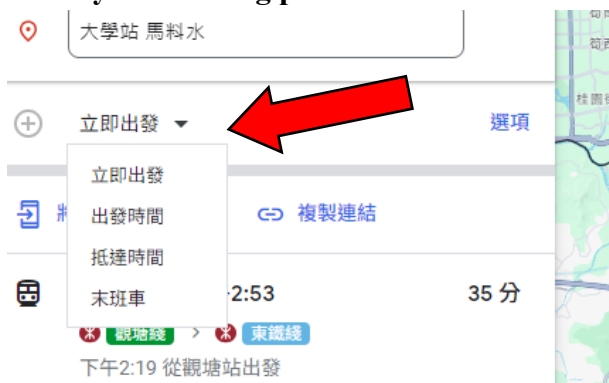 大學站 馬料水
立即出發
選項
立即出發
出發時間
複製連結
抵達時間
末班車
2:53
35 分
觀塘綫 > 東鐵綫
下午2:19 從觀塘站出發